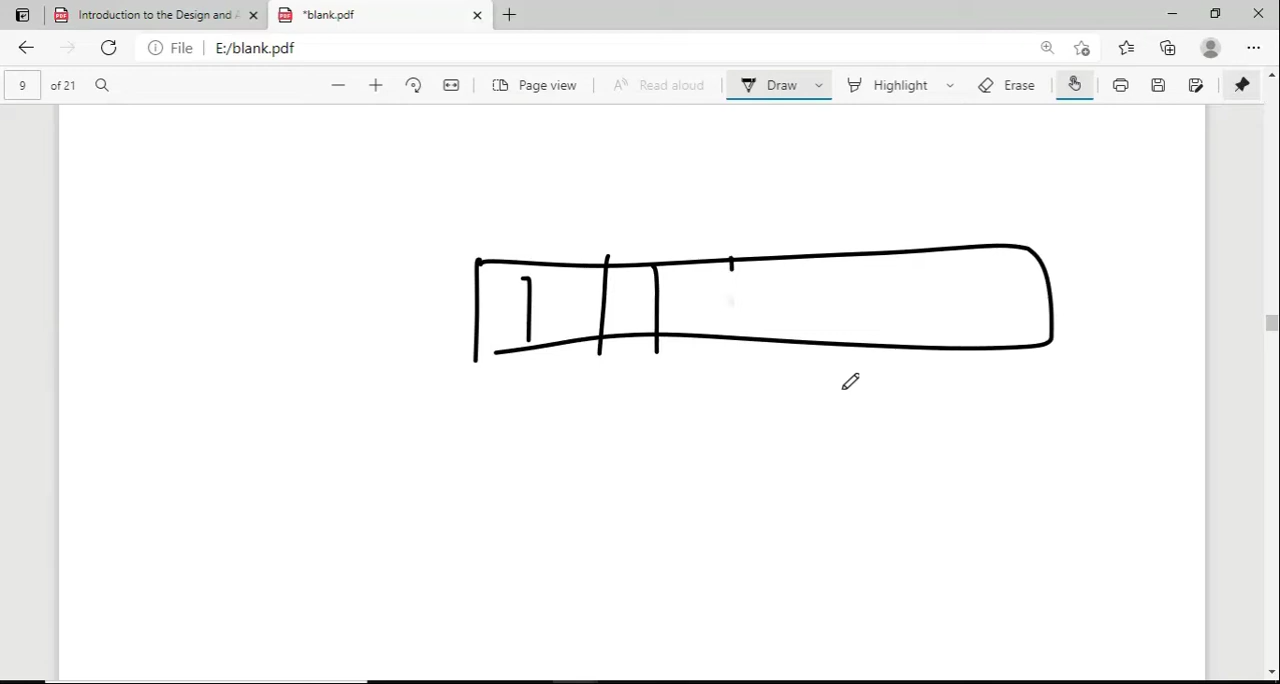 Introduction to the Design and A
*blank.pdf
File E:/blank.pdf
9 of 21 Page view Read aloud Draw Highlight Erase
1